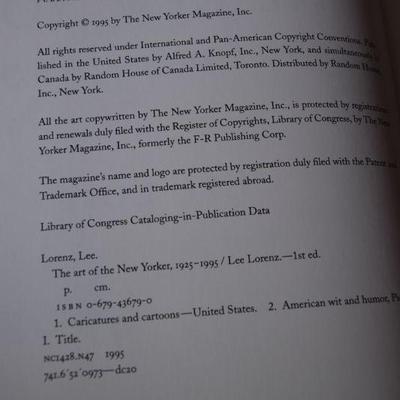 Copyright © 1995 by The New Yorker Magazine, Inc.
All rights reserved under International and Pan-American Copyright Conventions. Pub-
lished in the United States by Alfred A. Knopf, Inc., New York, and simultaneously in
Canada by Random House of Canada Limited, Toronto. Distributed by Random House,
Inc., New York.
All the art copywritten by The New Yorker Magazine, Inc., is protected by registrations
and renewals duly filed with the Register of Copyrights, Library of Congress, by The New
Yorker Magazine, Inc., formerly the F-R Publishing Corp.
The magazine's name and logo are protected by registration duly filed with the Patent and
Trademark Office, and in trademark registered abroad.
Library of Congress Cataloging-in-Publication Data
Lorenz, Lee.
The art of the New Yorker, 1925–1995 / Lee Lorenz.—1st ed.
p. cm.
ISBN 0-679-43679-0
1. Caricatures and cartoons—United States. 2. American wit and humor,
I. Title.
NC1428.N47 1995
741.6'52'0973—dc20